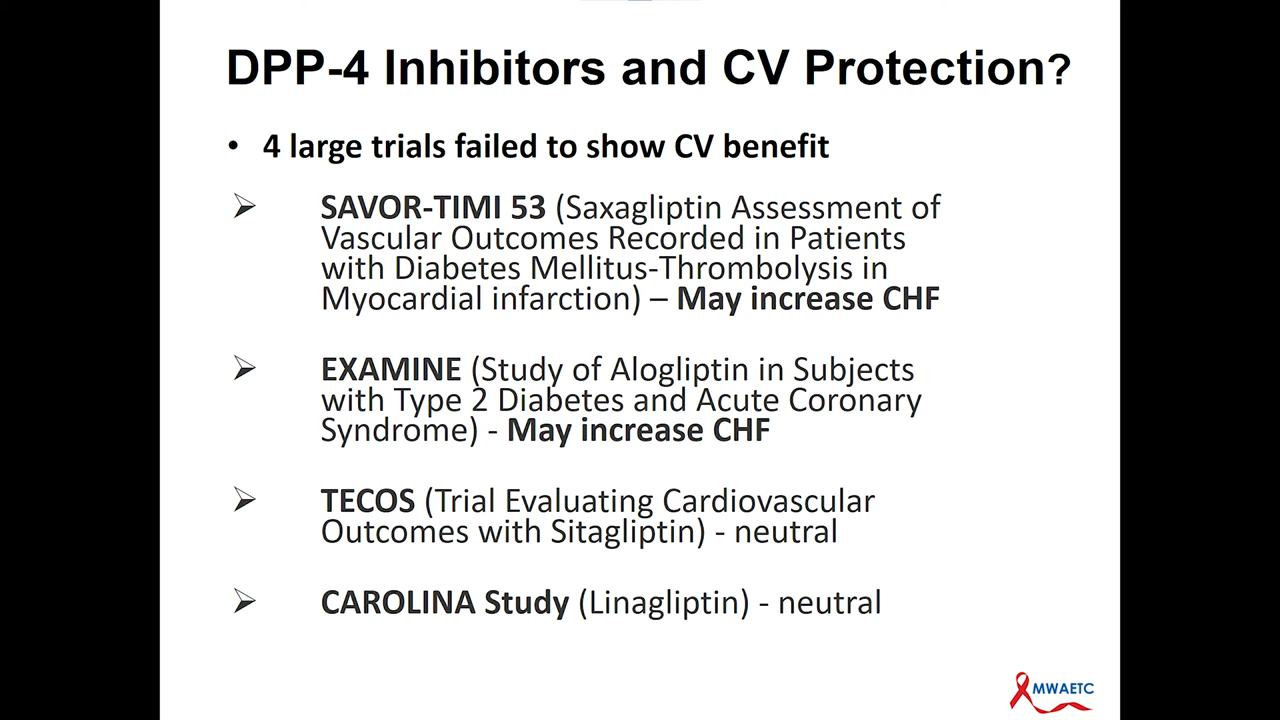 DPP-4 Inhibitors and CV Protection?
• 4 large trials failed to show CV benefit
➢ SAVOR-TIMI 53 (Saxagliptin Assessment of
Vascular Outcomes Recorded in Patients
with Diabetes Mellitus-Thrombolysis in
Myocardial infarction) – May increase CHF
➢ EXAMINE (Study of Alogliptin in Subjects
with Type 2 Diabetes and Acute Coronary
Syndrome) - May increase CHF
➢ TECOS (Trial Evaluating Cardiovascular
Outcomes with Sitagliptin) - neutral
➢ CAROLINA Study (Linagliptin) - neutral
MWAETC